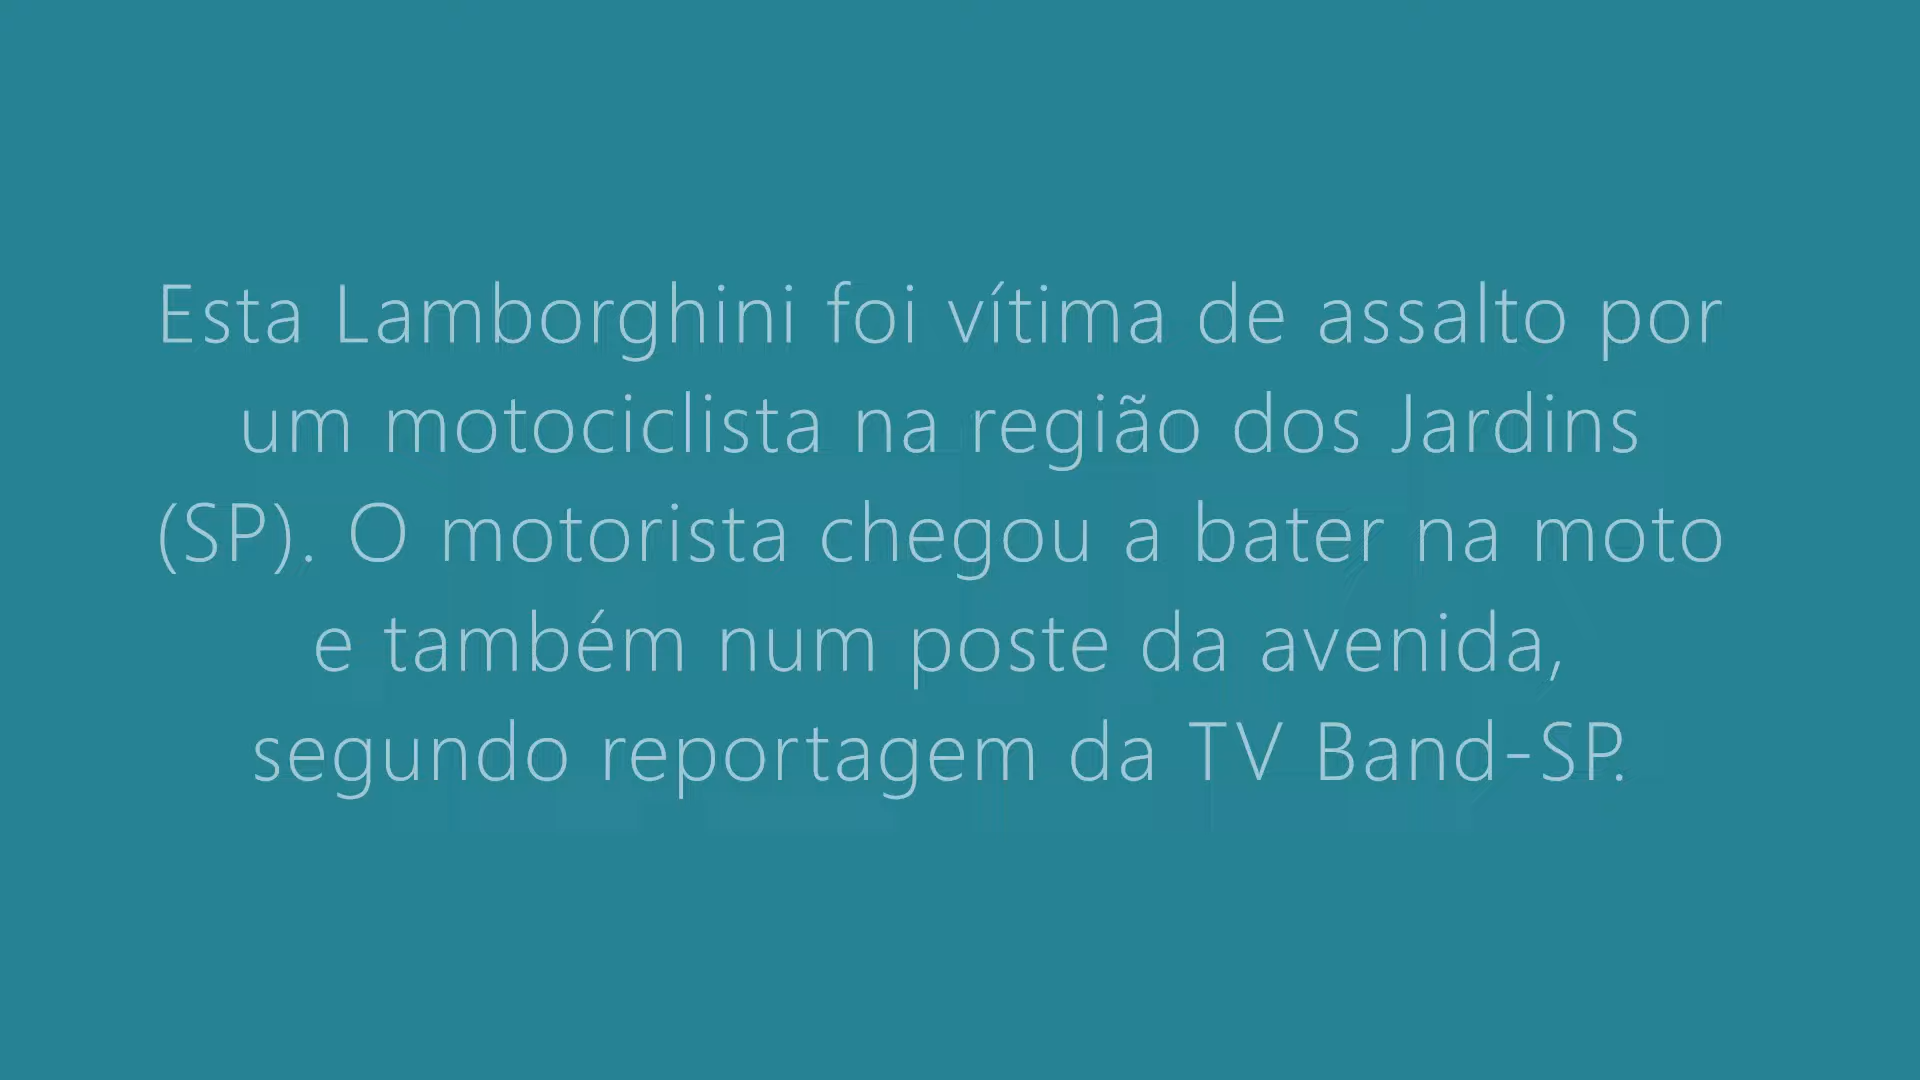 Esta Lamborghini foi vítima de assalto por
um motociclista na região dos Jardins
(SP). O motorista chegou a bater na moto
e também num poste da avenida,
segundo reportagem da TV Band-SP.